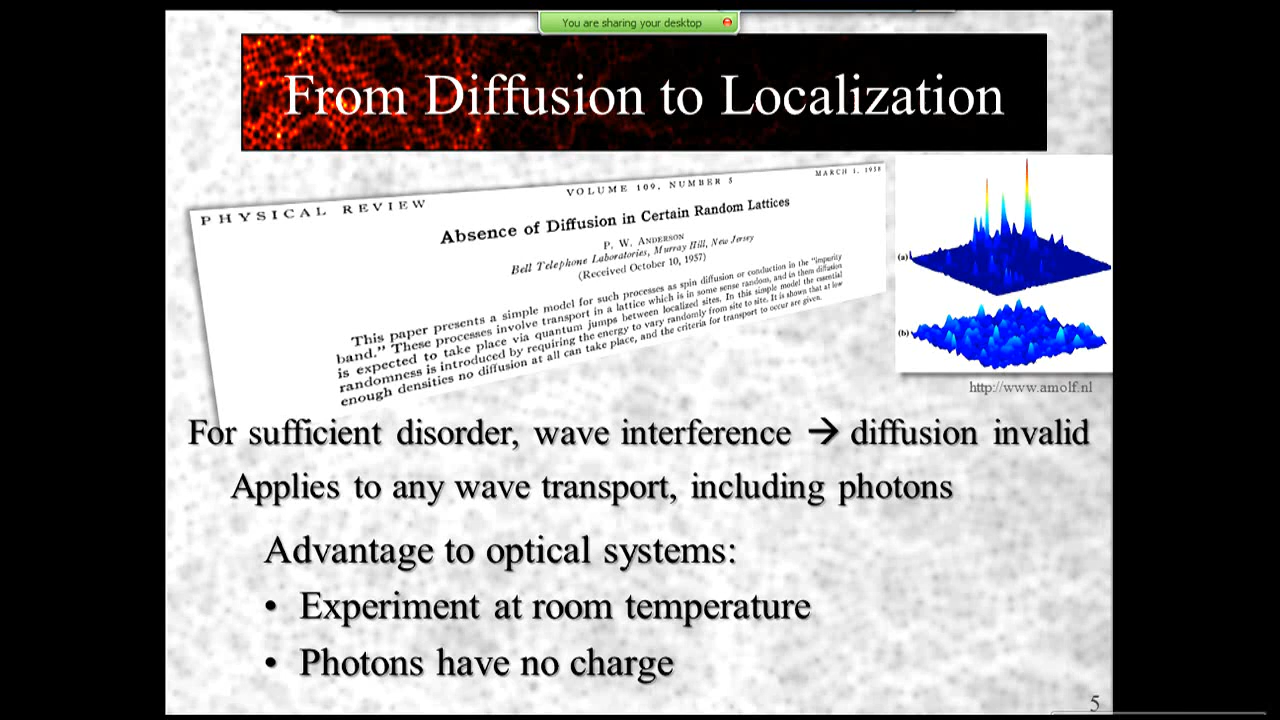 You are sharing your desktop
From Diffusion to Localization
PHYSICAL REVIEW
VOLUME 109, NUMBER 5
MARCH 1, 1958
Absence of Diffusion in Certain Random Lattices
P. W. ANDERSON
Bell Telephone Laboratories, Murray Hill, New Jersey
(Received October 10, 1957)
This paper presents a simple model for such processes as spin diffusion or conduction in the "impurity
band." These processes involve transport in a lattice which is in some sense random, and in them diffusion
is expected to take place via quantum jumps between localized sites. In this simple model the essential
randomness is introduced by requiring the energy to vary randomly from site to site. It is shown that at low
enough densities no diffusion at all can take place, and the criteria for transport to occur are given.
(a)
(b)
http://www.amolf.nl
For sufficient disorder, wave interference → diffusion invalid
Applies to any wave transport, including photons
Advantage to optical systems:
• Experiment at room temperature
• Photons have no charge
5